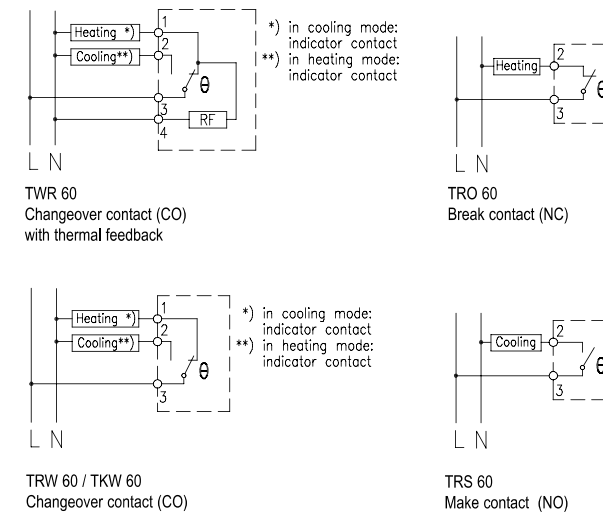 Heating *)
1
2
Cooling**)
θ
3
4
RF
*) in cooling mode:
indicator contact
**) in heating mode:
indicator contact
L N
TWR 60
Changeover contact (CO)
with thermal feedback
Heating
2
θ
3
L N
TRO 60
Break contact (NC)
Heating *)
1
2
Cooling**)
θ
3
*) in cooling mode:
indicator contact
**) in heating mode:
indicator contact
L N
TRW 60 / TKW 60
Changeover contact (CO)
Cooling
2
θ
3
L N
TRS 60
Make contact (NO)